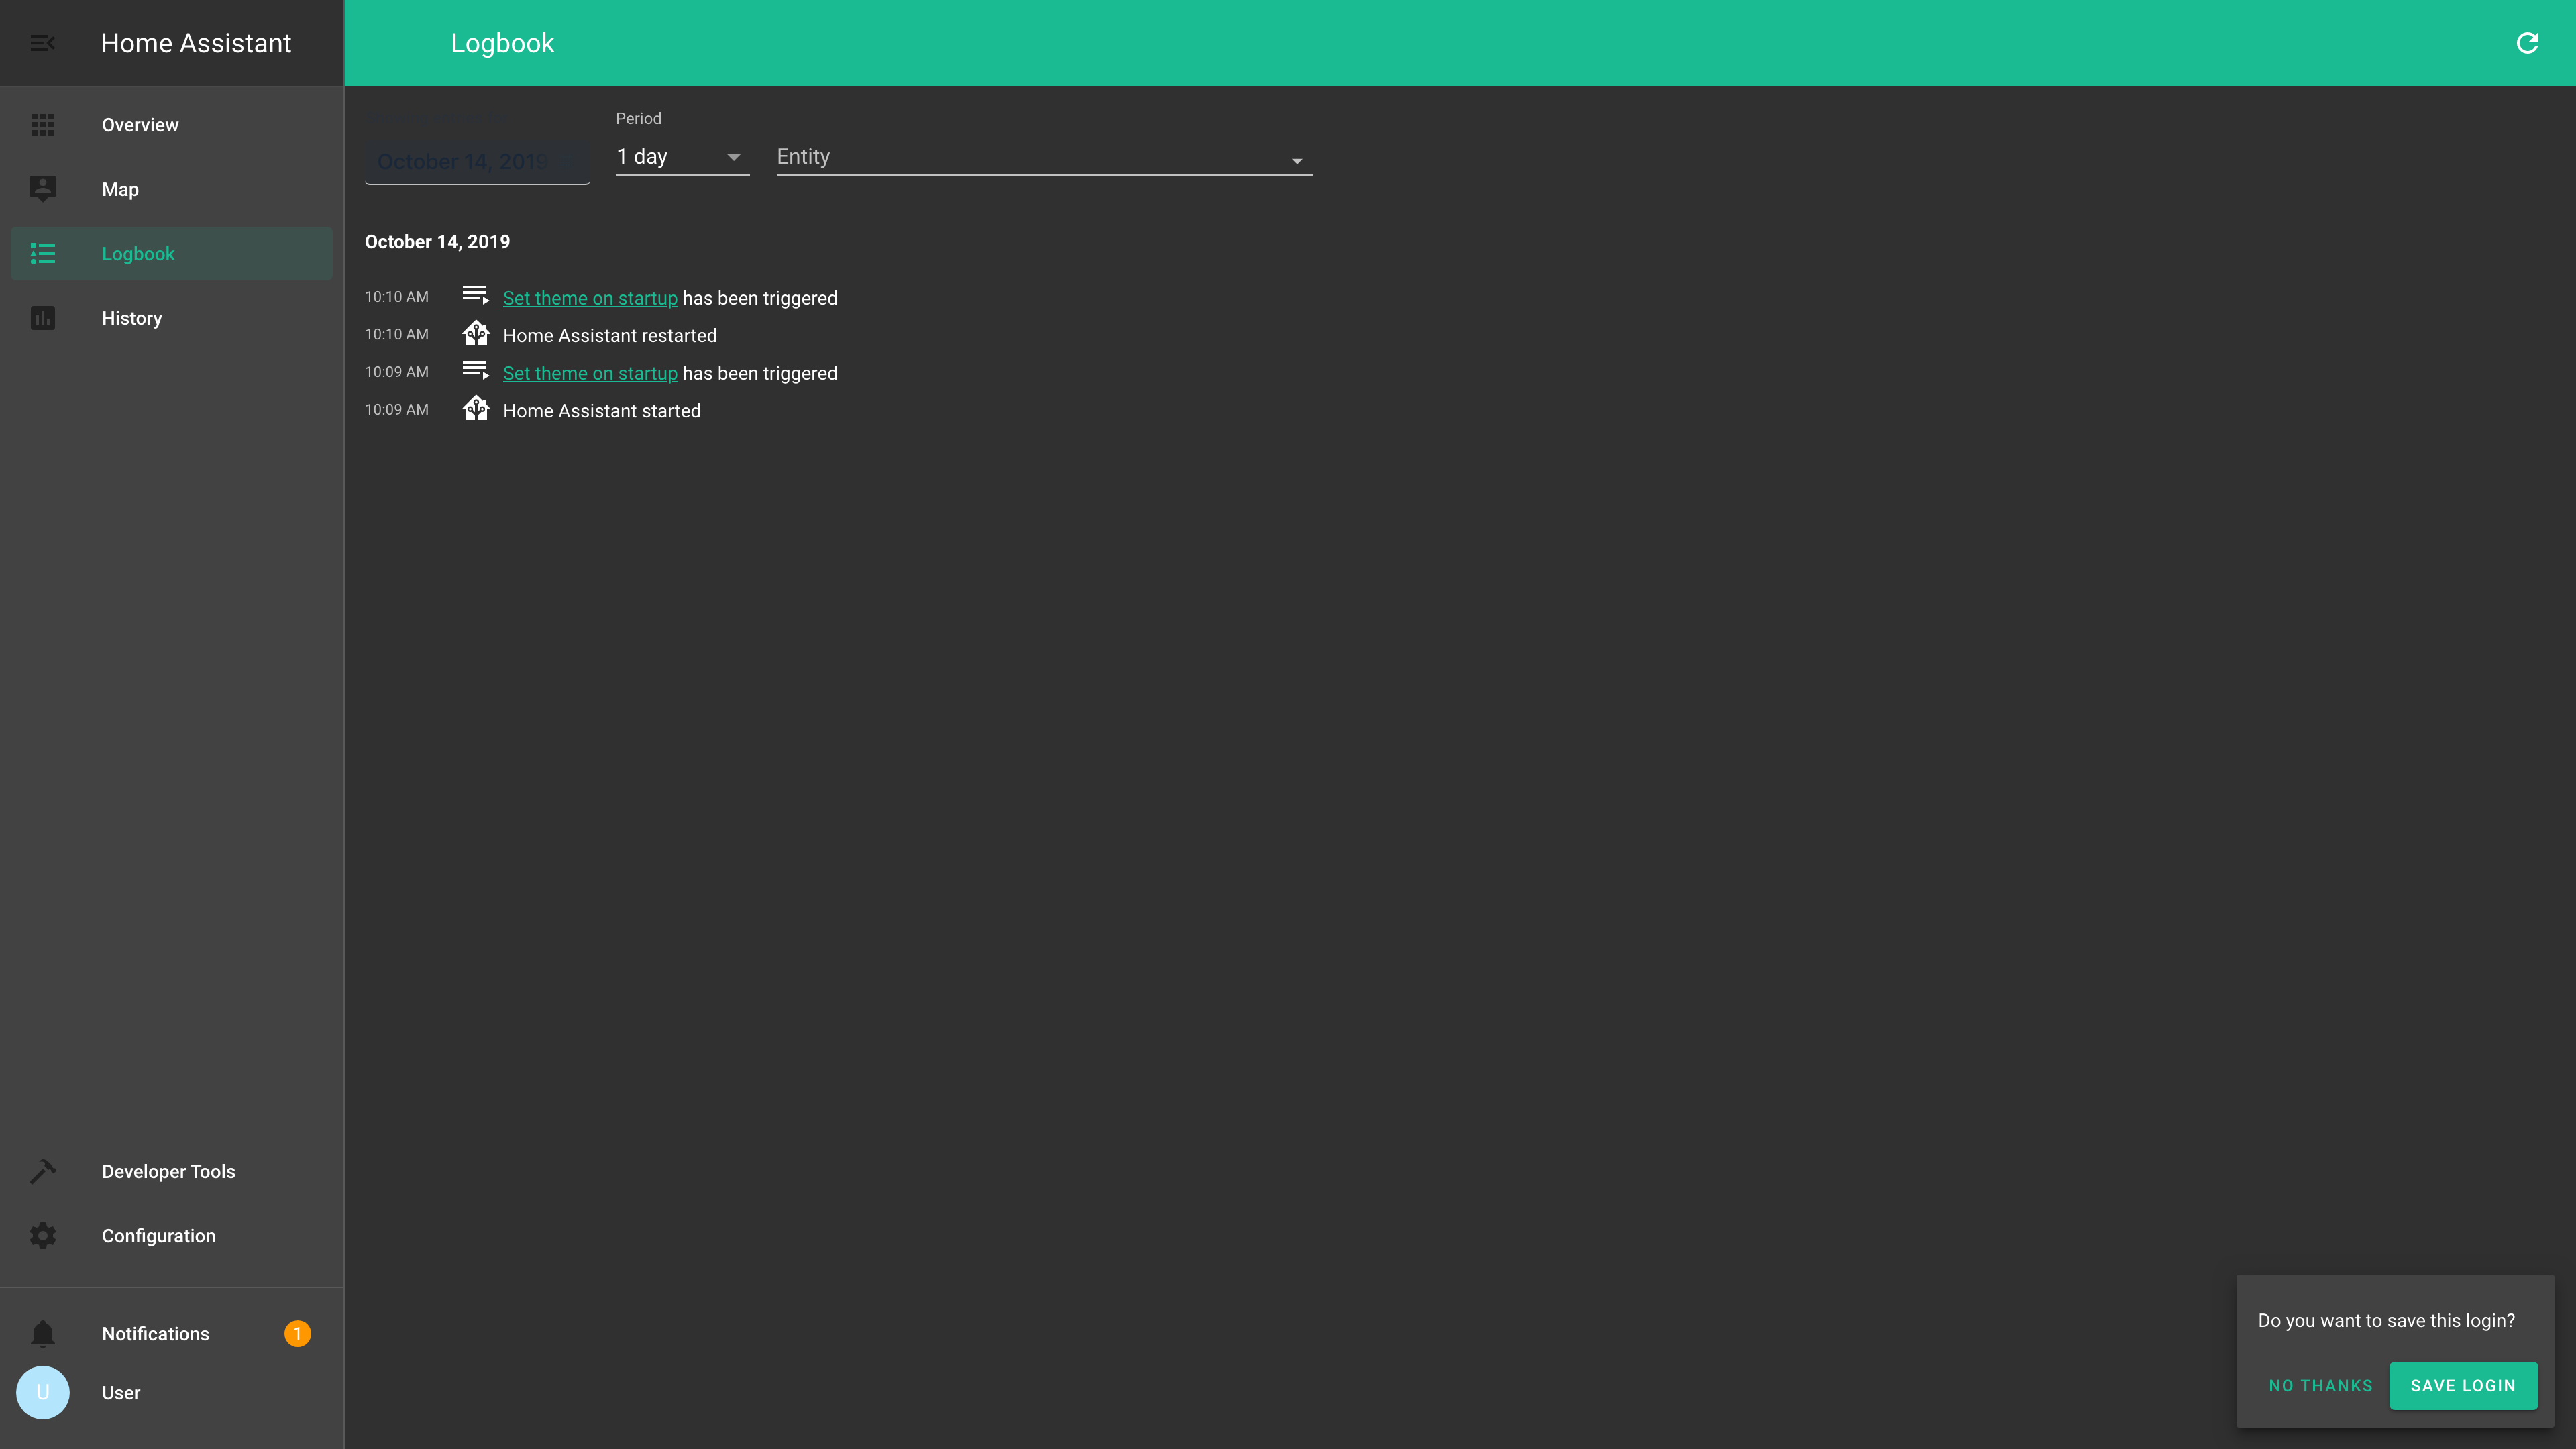 Home Assistant
Logbook
Overview
Map
Logbook
History
Developer Tools
Configuration
Notifications 1
U User
October 14, 2019
Period
1 day
Entity
October 14, 2019
10:10 AM Set theme on startup has been triggered
10:10 AM Home Assistant restarted
10:09 AM Set theme on startup has been triggered
10:09 AM Home Assistant started
Do you want to save this login?
NO THANKS SAVE LOGIN